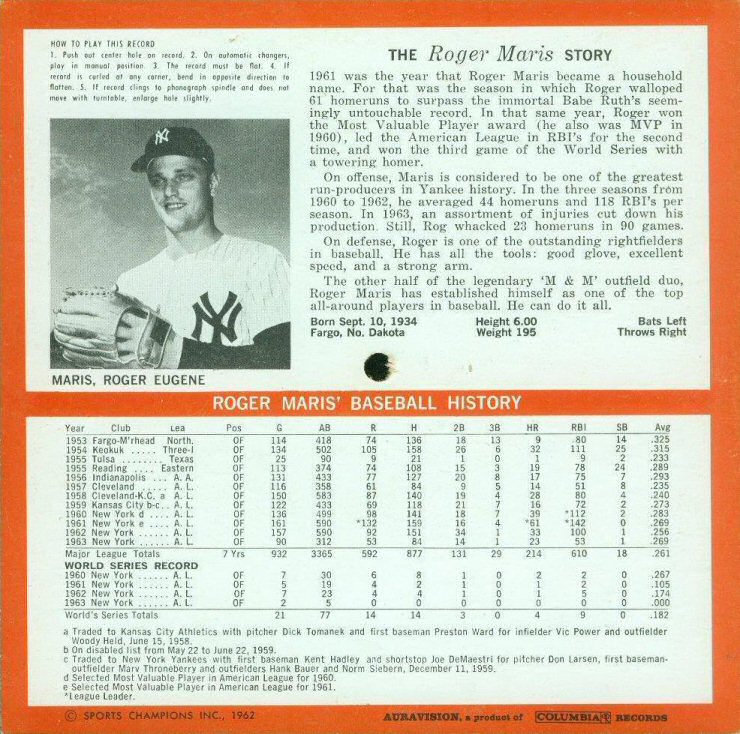 HOW TO PLAY THIS RECORD
1. Push out center hole on record. 2. On automatic changers,
play in manual position. 3. The record must be flat. 4. If
record is curled at any corner, bend in opposite direction to
flatten. 5. If record clings to phonograph spindle and does not
move with turntable, enlarge hole slightly.
MARIS, ROGER EUGENE
THE Roger Maris STORY
1961 was the year that Roger Maris became a household
name. For that was the season in which Roger walloped
61 homeruns to surpass the immortal Babe Ruth's seem-
ingly untouchable record. In that same year, Roger won
the Most Valuable Player award (he also was MVP in
1960), led the American League in RBI's for the second
time, and won the third game of the World Series with
a towering homer.
On offense, Maris is considered to be one of the greatest
run-producers in Yankee history. In the three seasons from
1960 to 1962, he averaged 44 homeruns and 118 RBI's per
season. In 1963, an assortment of injuries cut down his
production. Still, Rog whacked 23 homeruns in 90 games.
On defense, Roger is one of the outstanding rightfielders
in baseball. He has all the tools: good glove, excellent
speed, and a strong arm.
The other half of the legendary 'M & M' outfield duo,
Roger Maris has established himself as one of the top
all-around players in baseball. He can do it all.
Born Sept. 10, 1934 Height 6.00 Bats Left
Fargo, No. Dakota Weight 195 Throws Right
ROGER MARIS' BASEBALL HISTORY
Year Club Lea Pos G AB R H 2B 3B HR RBI SB Avg
1953 Fargo-M'rhead North. OF 114 418 74 136 18 13 9 80 14 .325
1954 Keokuk ..... Three-I OF 134 502 105 158 26 6 32 111 25 .315
1955 Tulsa ........ Texas OF 25 90 9 21 1 0 1 9 2 .233
1955 Reading .... Eastern OF 113 374 74 108 15 3 19 78 24 .289
1956 Indianapolis ... A. A. OF 131 433 77 127 20 8 17 75 7 .293
1957 Cleveland ..... A. L. OF 116 358 61 84 9 5 14 51 8 .235
1958 Cleveland-K.C. a A. L. OF 150 583 87 140 19 4 28 80 4 .240
1959 Kansas City b-c.. A. L. OF 122 433 69 118 21 7 16 72 2 .273
1960 New York d .... A. L. OF 136 499 98 141 18 7 39 *112 2 .283
1961 New York e .... A. L. OF 161 590 *132 159 16 4 *61 *142 0 .269
1962 New York ...... A. L. OF 157 590 92 151 34 1 33 100 1 .256
1963 New York ...... A. L. OF 90 312 53 84 14 1 23 53 1 .269
Major League Totals 7 Yrs 932 3365 592 877 131 29 214 610 18 .261
WORLD SERIES RECORD
1960 New York ...... A. L. OF 7 30 6 8 1 0 2 2 0 .267
1961 New York ...... A. L. OF 5 19 4 2 1 0 1 2 0 .105
1962 New York ...... A. L. OF 7 23 4 4 1 0 1 5 0 .174
1963 New York ...... A. L. OF 2 5 0 0 0 0 0 0 0 .000
World's Series Totals 21 77 14 14 3 0 4 9 0 .182
a Traded to Kansas City Athletics with pitcher Dick Tomanek and first baseman Preston Ward for infielder Vic Power and outfielder
Woody Held, June 15, 1958.
b On disabled list from May 22 to June 22, 1959.
c Traded to New York Yankees with first baseman Kent Hadley and shortstop Joe DeMaestri for pitcher Don Larsen, first baseman-
outfielder Marv Throneberry and outfielders Hank Bauer and Norm Siebern, December 11, 1959.
d Selected Most Valuable Player in American League for 1960.
e Selected Most Valuable Player in American League for 1961.
*League Leader.
© SPORTS CHAMPIONS INC., 1962 AURAVISION, a product of COLUMBIA RECORDS